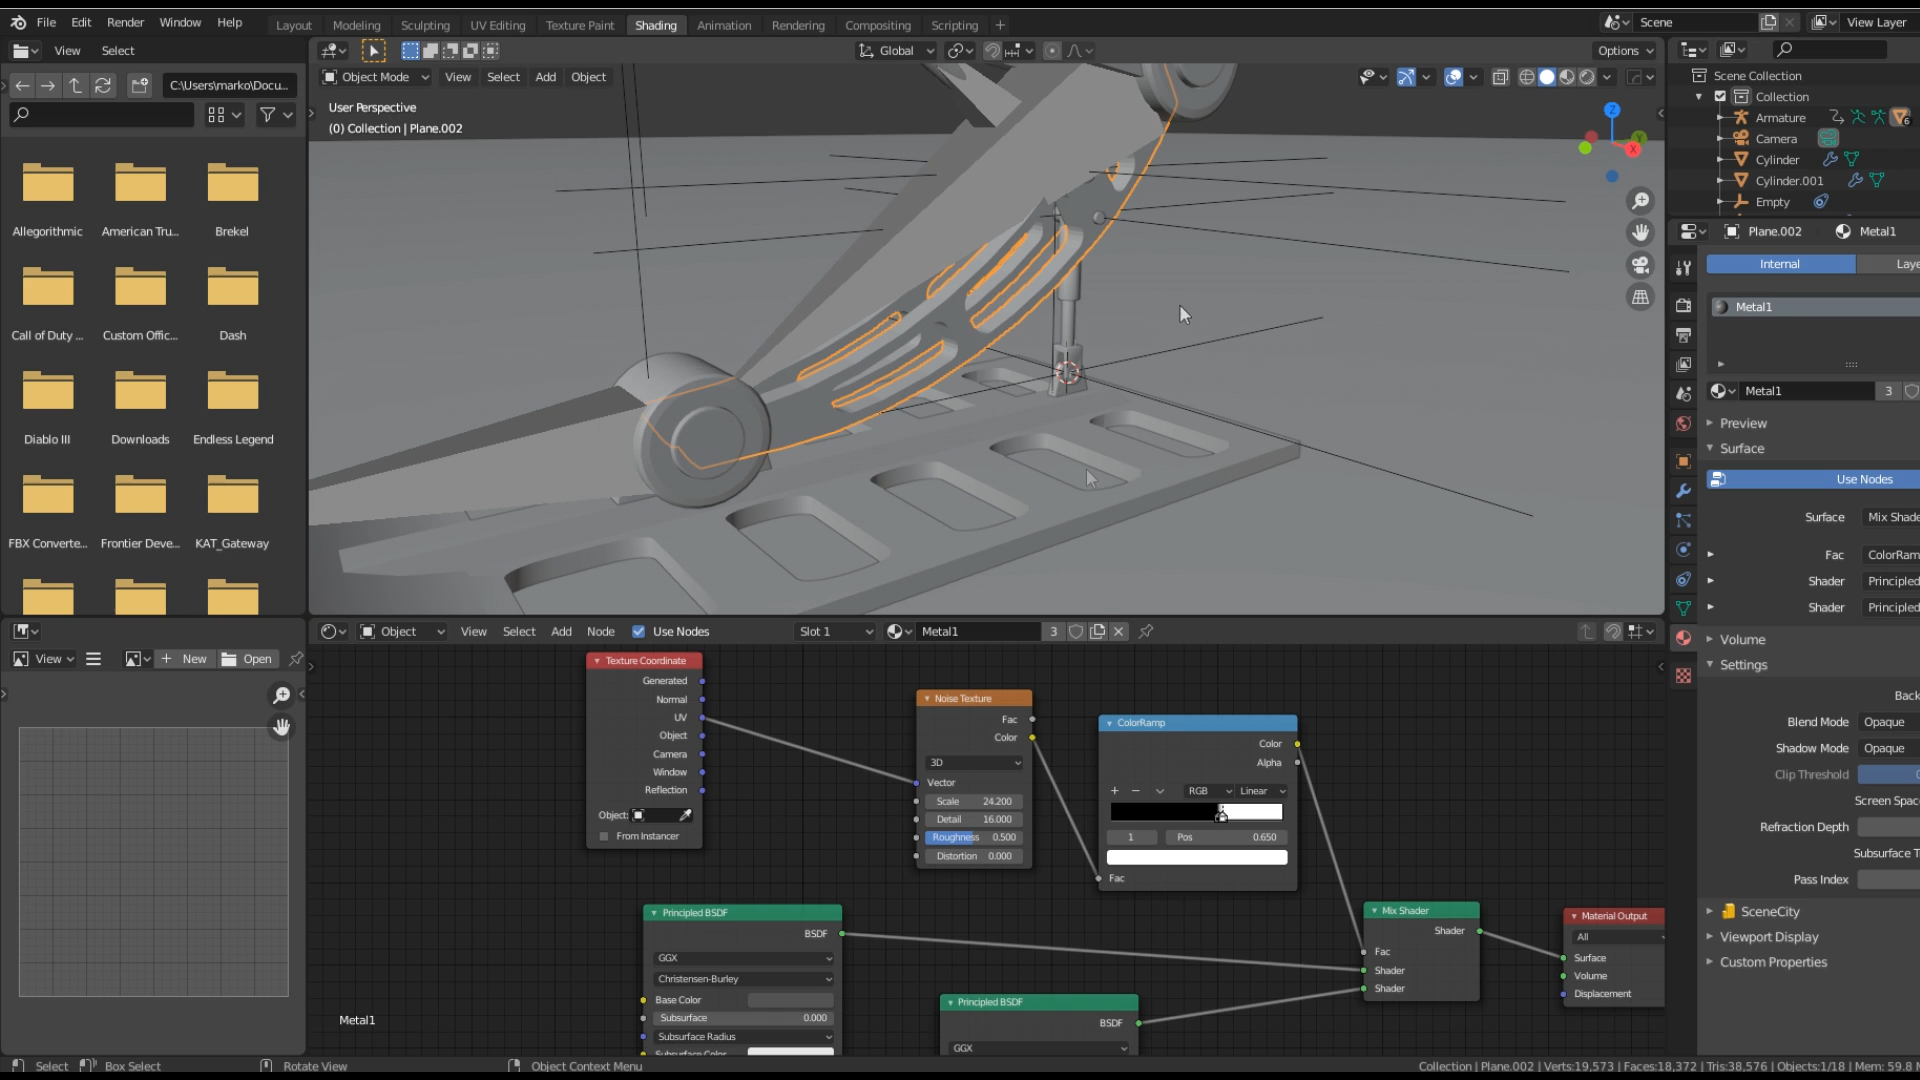 File Edit Render Window Help
Layout Modeling Sculpting UV Editing Texture Paint Shading Animation Rendering Compositing Scripting +
Scene
View Layer
View Select
Global
Options
C:\Users\marko\Docu...
Object Mode View Select Add Object
User Perspective
(0) Collection | Plane.002
Z
X
Allegorithmic American Tru... Brekel
Call of Duty ... Custom Offic... Dash
Diablo III Downloads Endless Legend
FBX Converte... Frontier Deve... KAT_Gateway
Scene Collection
Collection
Armature
6
Camera
Cylinder
Cylinder.001
Empty
Plane.002 Metal1
Internal Laye
Metal1
Metal1 3
Preview
Surface
Use Nodes
Surface Mix Shade
Fac ColorRam
Shader Principled
Shader Principled
Volume
Settings
Back
Blend Mode Opaque
Shadow Mode Opaque
Clip Threshold
Screen Spac
Refraction Depth
Subsurface T
Pass Index
SceneCity
Viewport Display
Custom Properties
View
New Open
Object View Select Add Node Use Nodes Slot 1 Metal1 3
Texture Coordinate
Generated
Normal
UV
Object
Camera
Window
Reflection
Object:
From Instancer
Noise Texture
Fac
Color
3D
Vector
Scale 24.200
Detail 16.000
Roughness 0.500
Distortion 0.000
ColorRamp
Color
Alpha
+ − RGB Linear
1 Pos 0.650
Fac
Principled BSDF
BSDF
GGX
Christensen-Burley
Base Color
Subsurface 0.000
Subsurface Radius
Subsurface Color
Principled BSDF
BSDF
GGX
Mix Shader
Shader
Fac
Shader
Shader
Material Output
All
Surface
Volume
Displacement
Metal1
Select Box Select Rotate View Object Context Menu
Collection | Plane.002 | Verts:19,573 | Faces:18,372 | Tris:38,576 | Objects:1/18 | Mem: 59.8